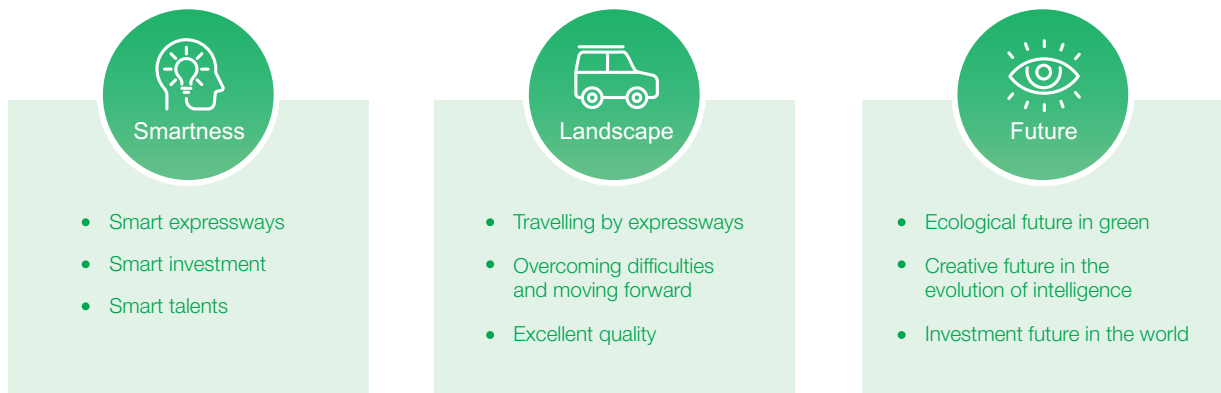 Smartness
Smart expressways
Smart investment
Smart talents
Landscape
Travelling by expressways
Overcoming difficulties
and moving forward
Excellent quality
Future
Ecological future in green
Creative future in the
evolution of intelligence
Investment future in the world